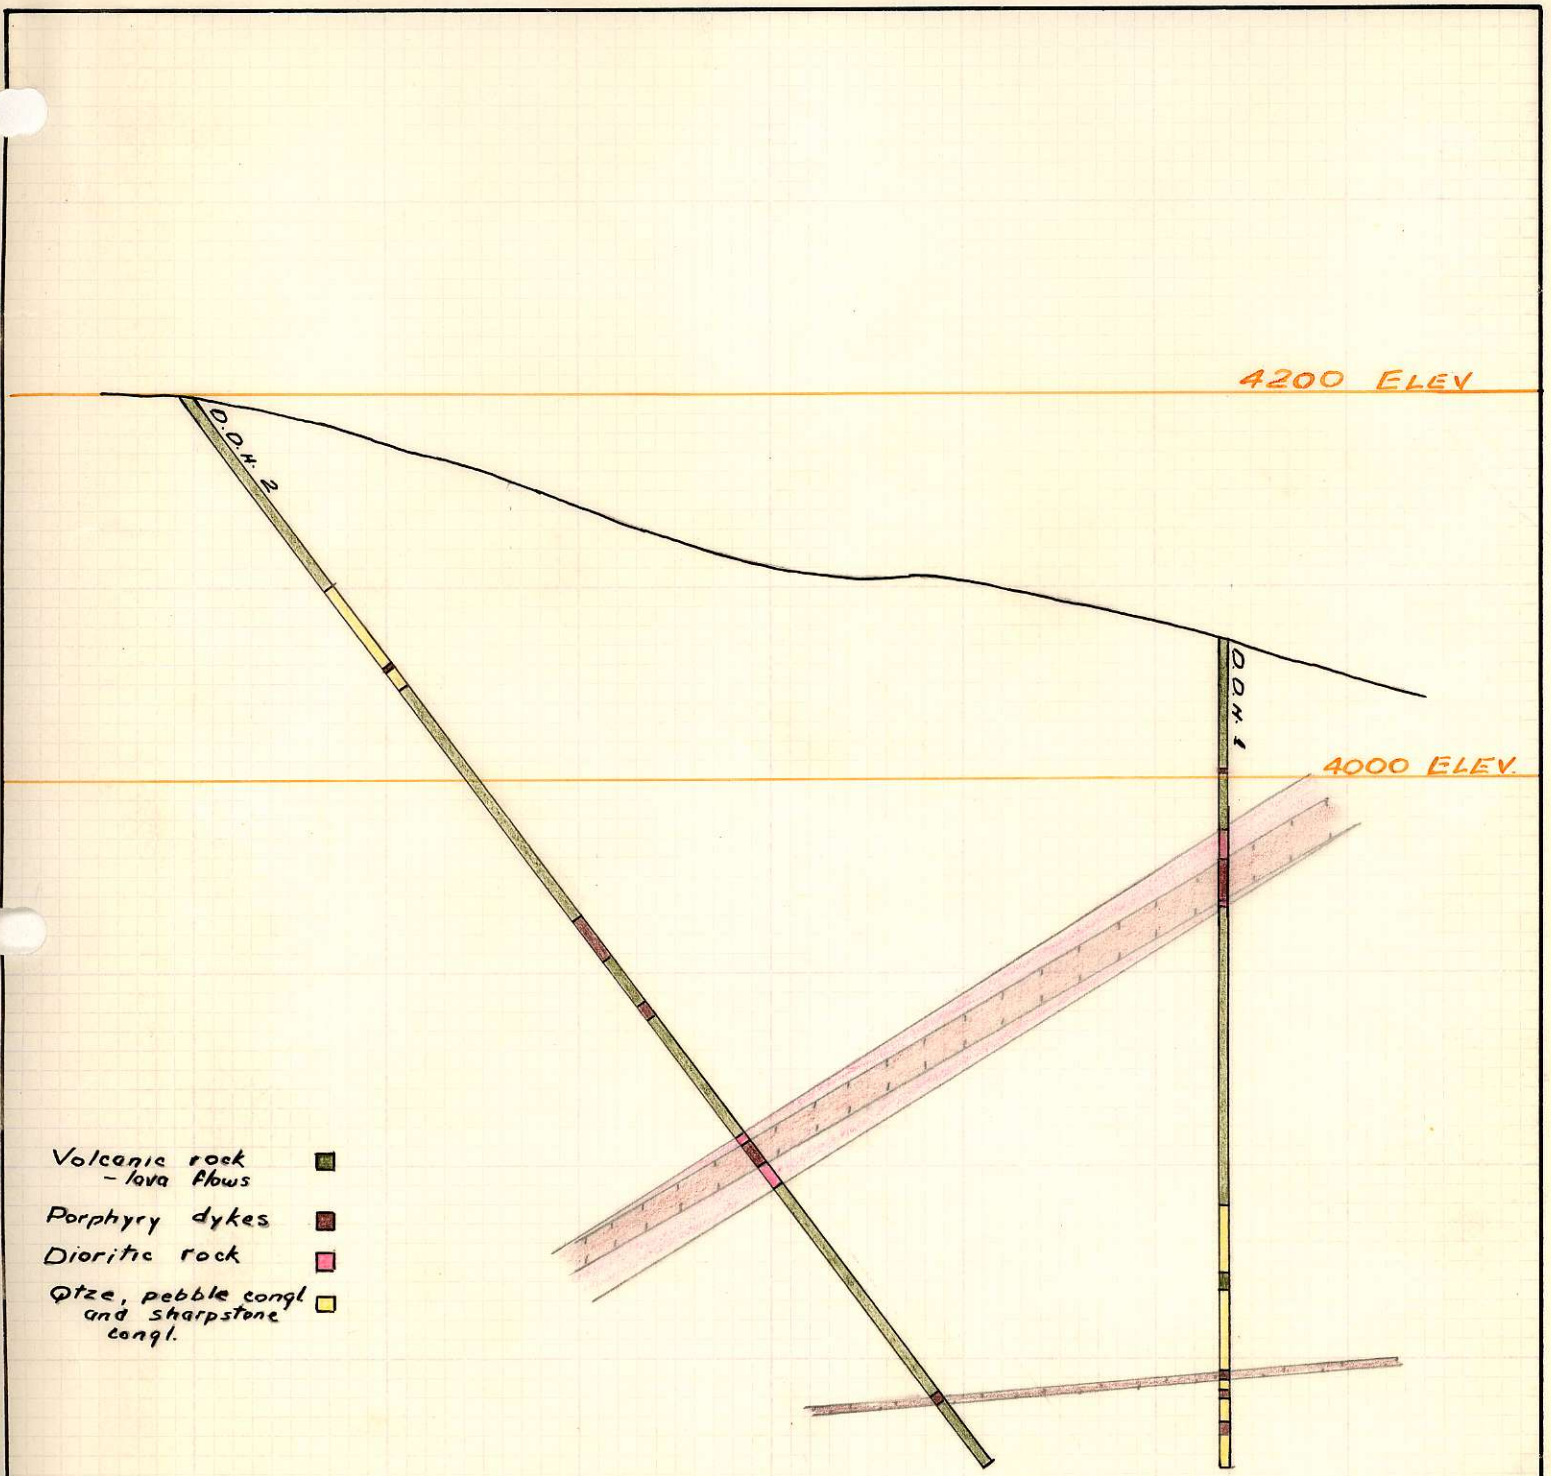 4200 ELEV
D.D.H. 2
D.D.H. 1
4000 ELEV.
Volcanic rock
- lava flows
Porphyry dykes
Dioritic rock
Qtze, pebble congl
and sharpstone
congl.